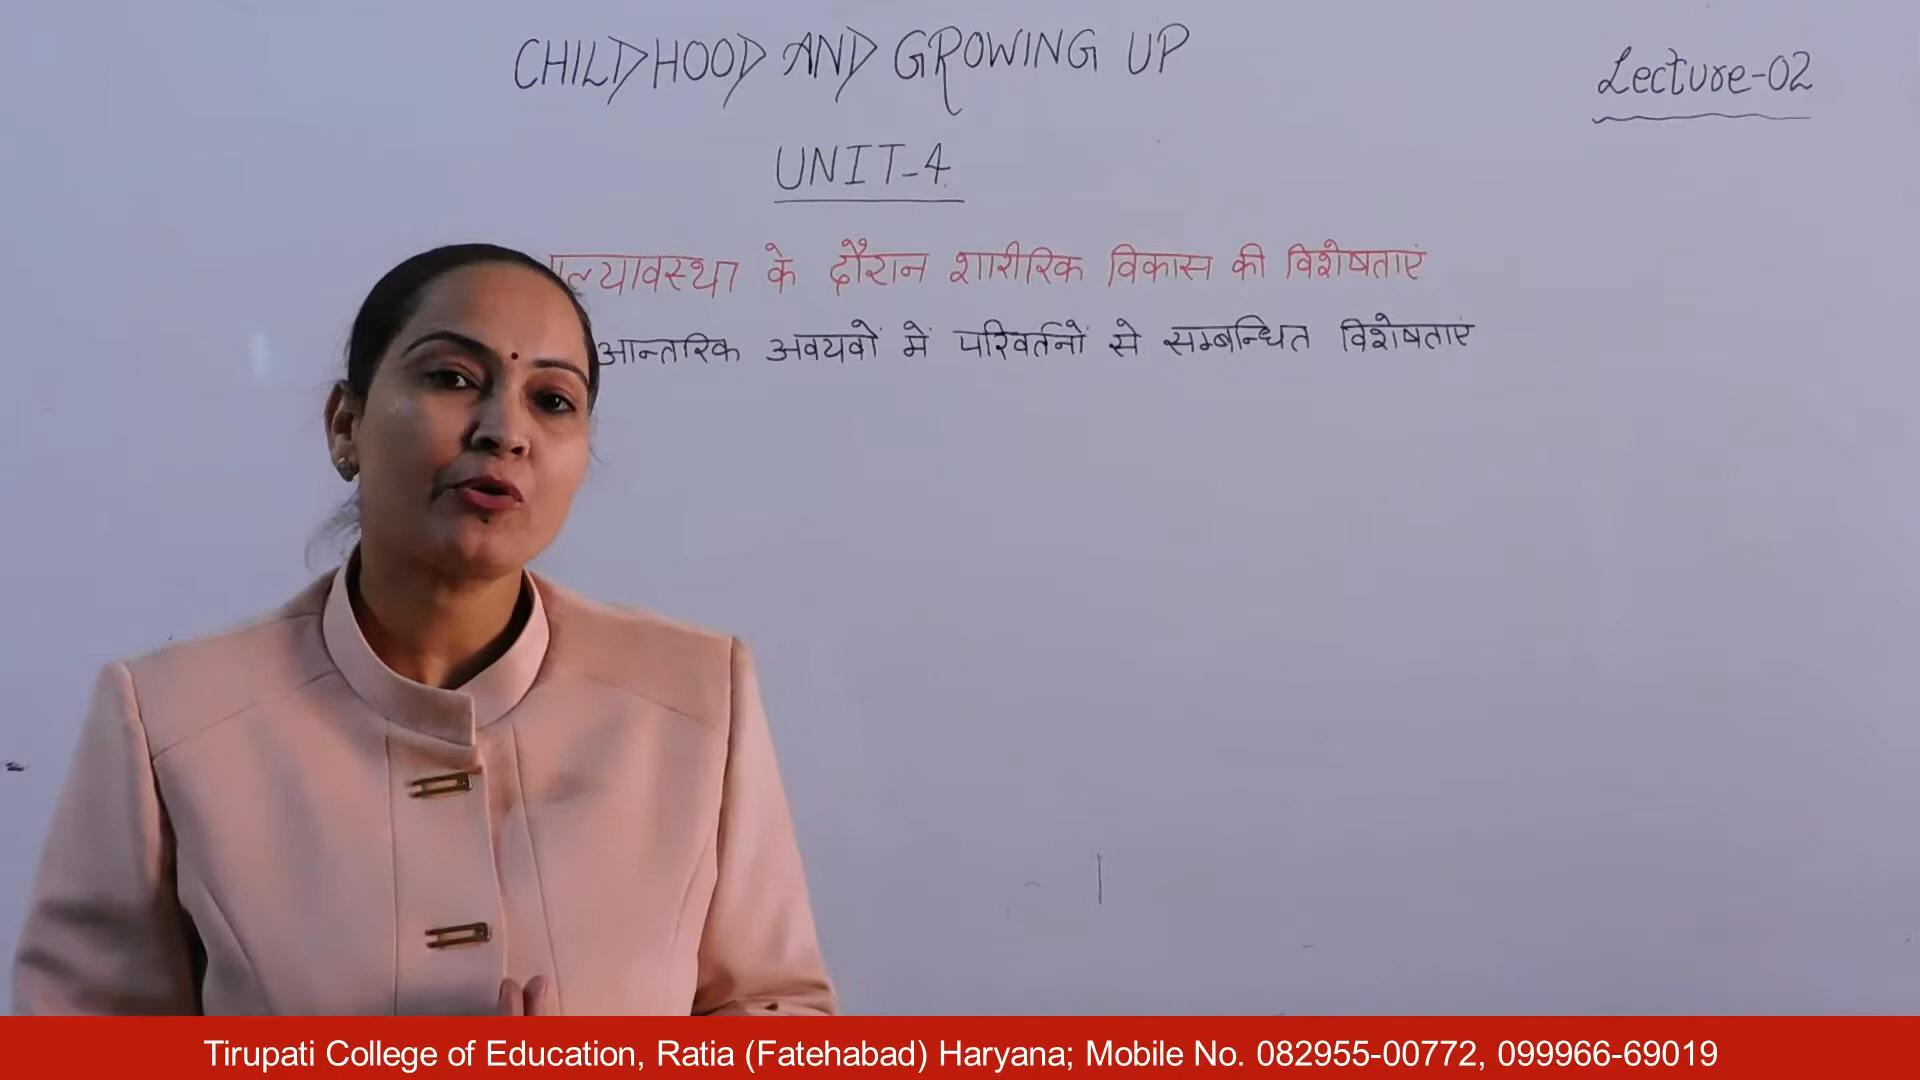 CHILDHOOD AND GROWING UP
Lecture-02
UNIT-4
के दौरान शारीरिक विकास की विशेषताएं
आन्तरिक अवयवों में परिवर्तनों से सम्बन्धित विशेषताएं
Tirupati College of Education, Ratia (Fatehabad) Haryana; Mobile No. 082955-00772, 099966-69019